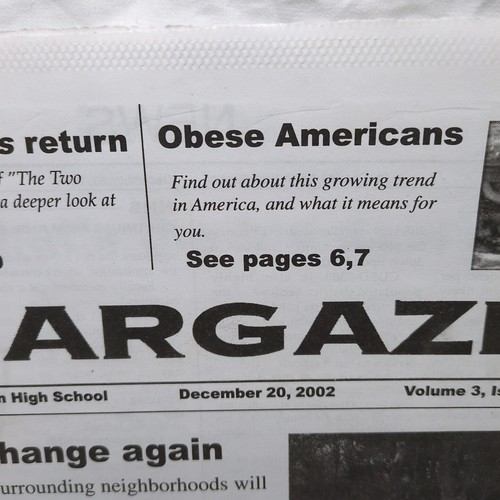 s return
"The Two
a deeper look at
Obese Americans
Find out about this growing trend
in America, and what it means for
you.
See pages 6,7
ARGAZ
n High School
December 20, 2002
Volume 3, Is
hange again
urrounding neighborhoods will